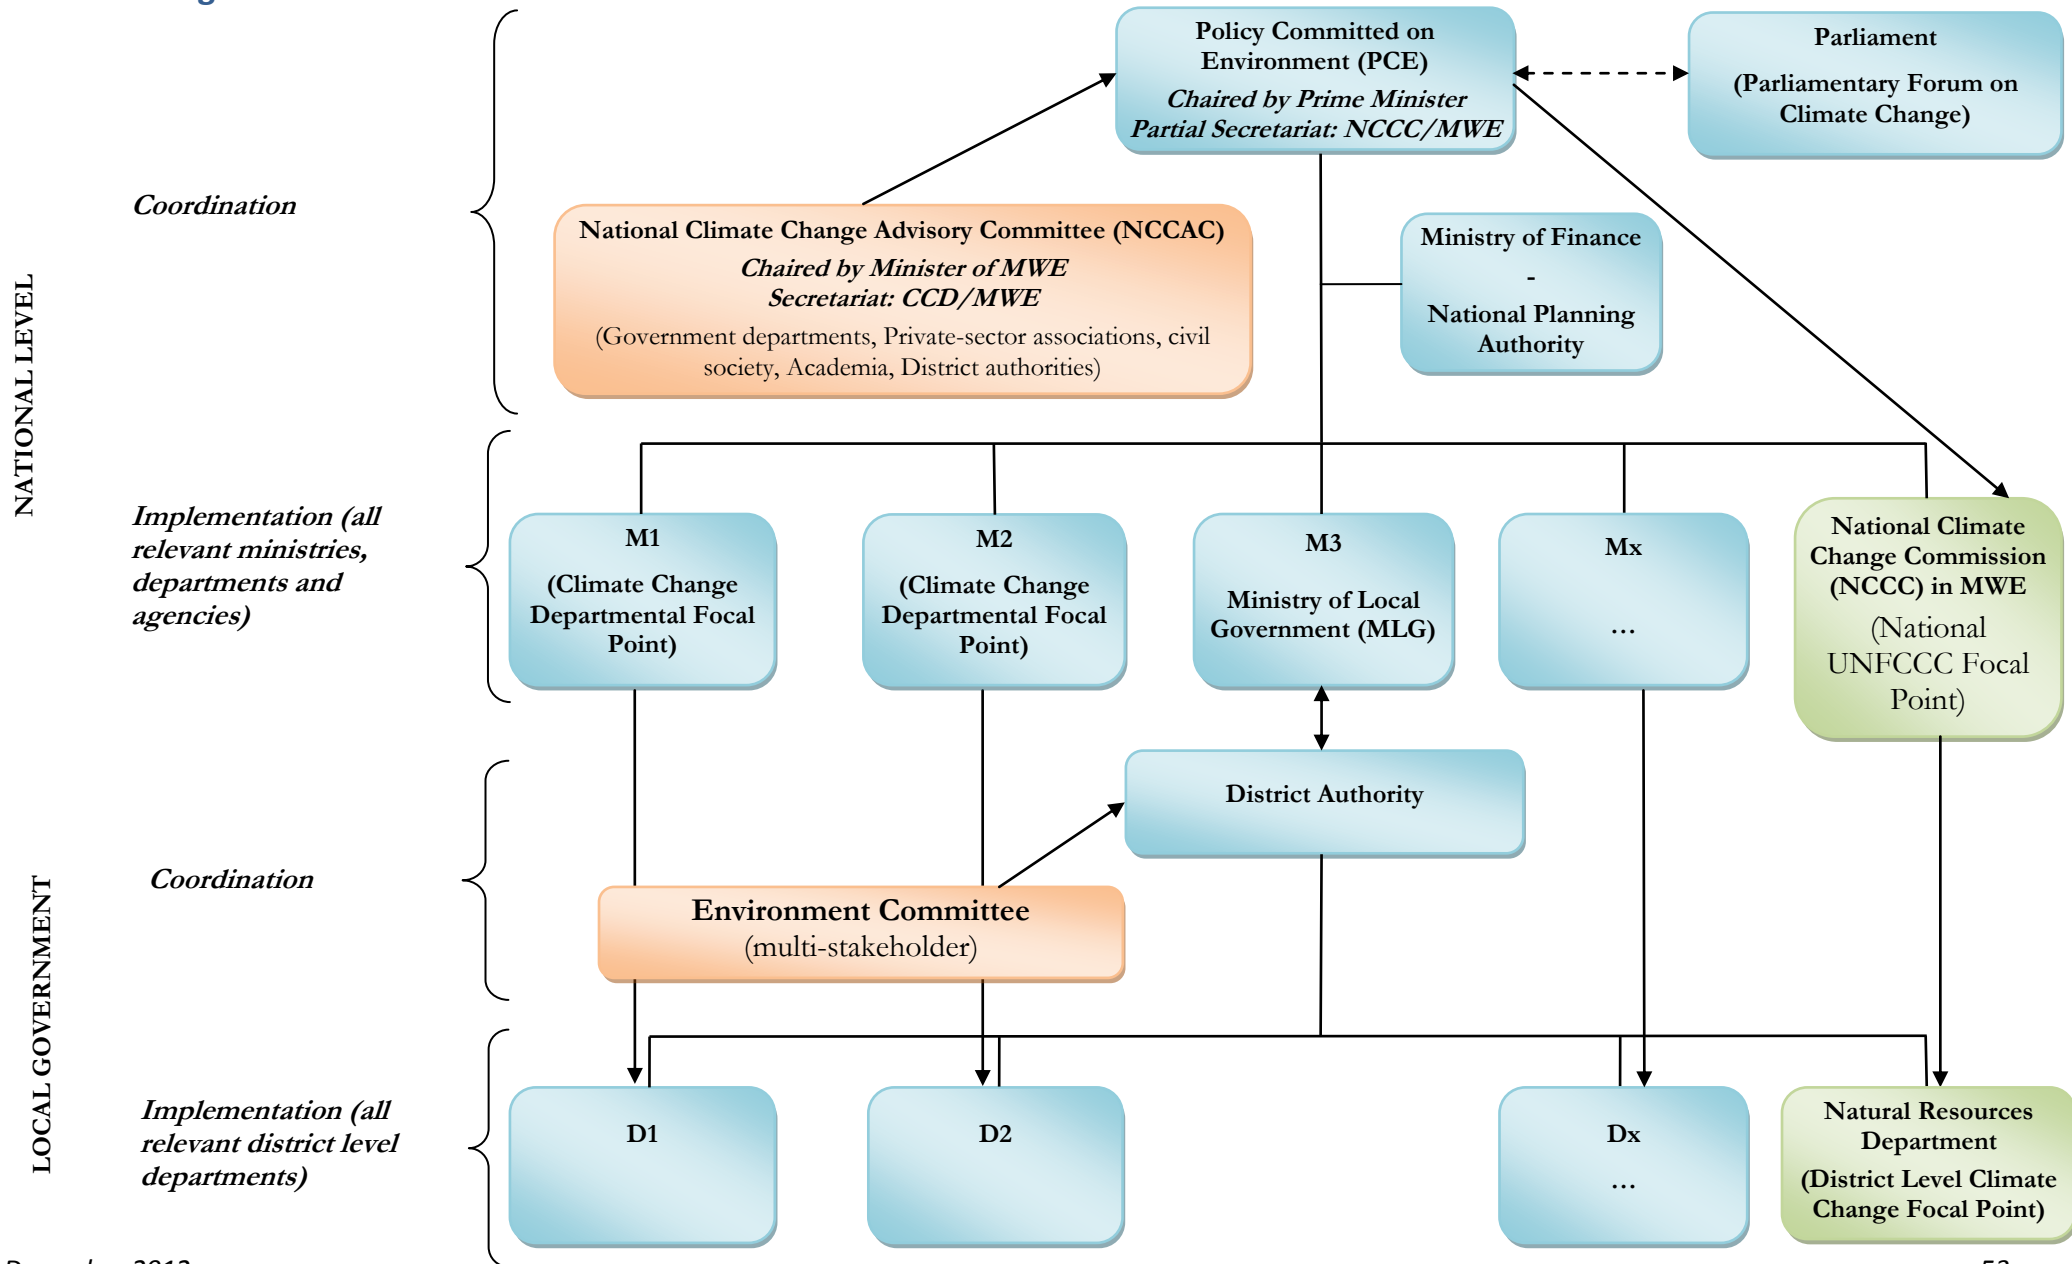 Policy Committed on
Environment (PCE)
Chaired by Prime Minister
Partial Secretariat: NCCC/MWE
Parliament
(Parliamentary Forum on
Climate Change)
NATIONAL LEVEL
Coordination
National Climate Change Advisory Committee (NCCAC)
Chaired by Minister of MWE
Secretariat: CCD/MWE
(Government departments, Private-sector associations, civil
society, Academia, District authorities)
Ministry of Finance
-
National Planning
Authority
Implementation (all
relevant ministries,
departments and
agencies)
M1
(Climate Change
Departmental Focal
Point)
M2
(Climate Change
Departmental Focal
Point)
M3
Ministry of Local
Government (MLG)
Mx
...
National Climate
Change Commission
(NCCC) in MWE
(National
UNFCCC Focal
Point)
LOCAL GOVERNMENT
Coordination
District Authority
Environment Committee
(multi-stakeholder)
Implementation (all
relevant district level
departments)
D1
D2
Dx
...
Natural Resources
Department
(District Level Climate
Change Focal Point)